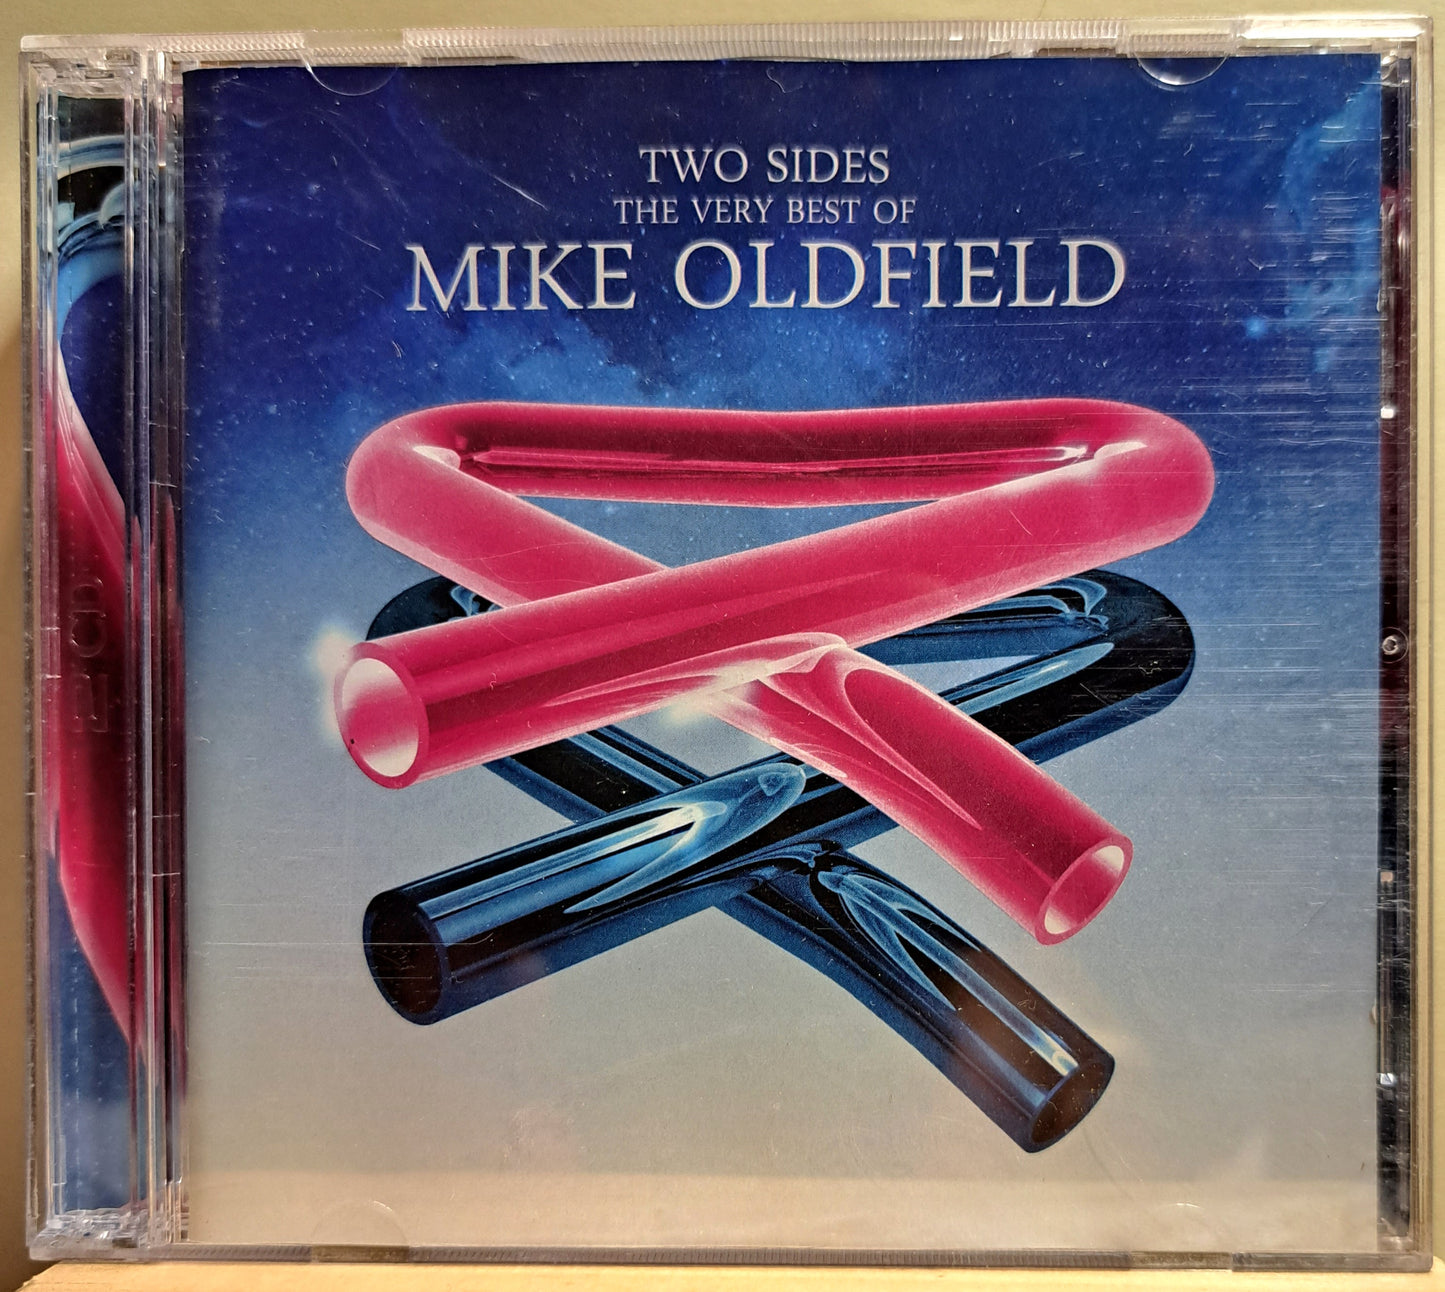 TWO SIDES
THE VERY BEST OF
MIKE OLDFIELD